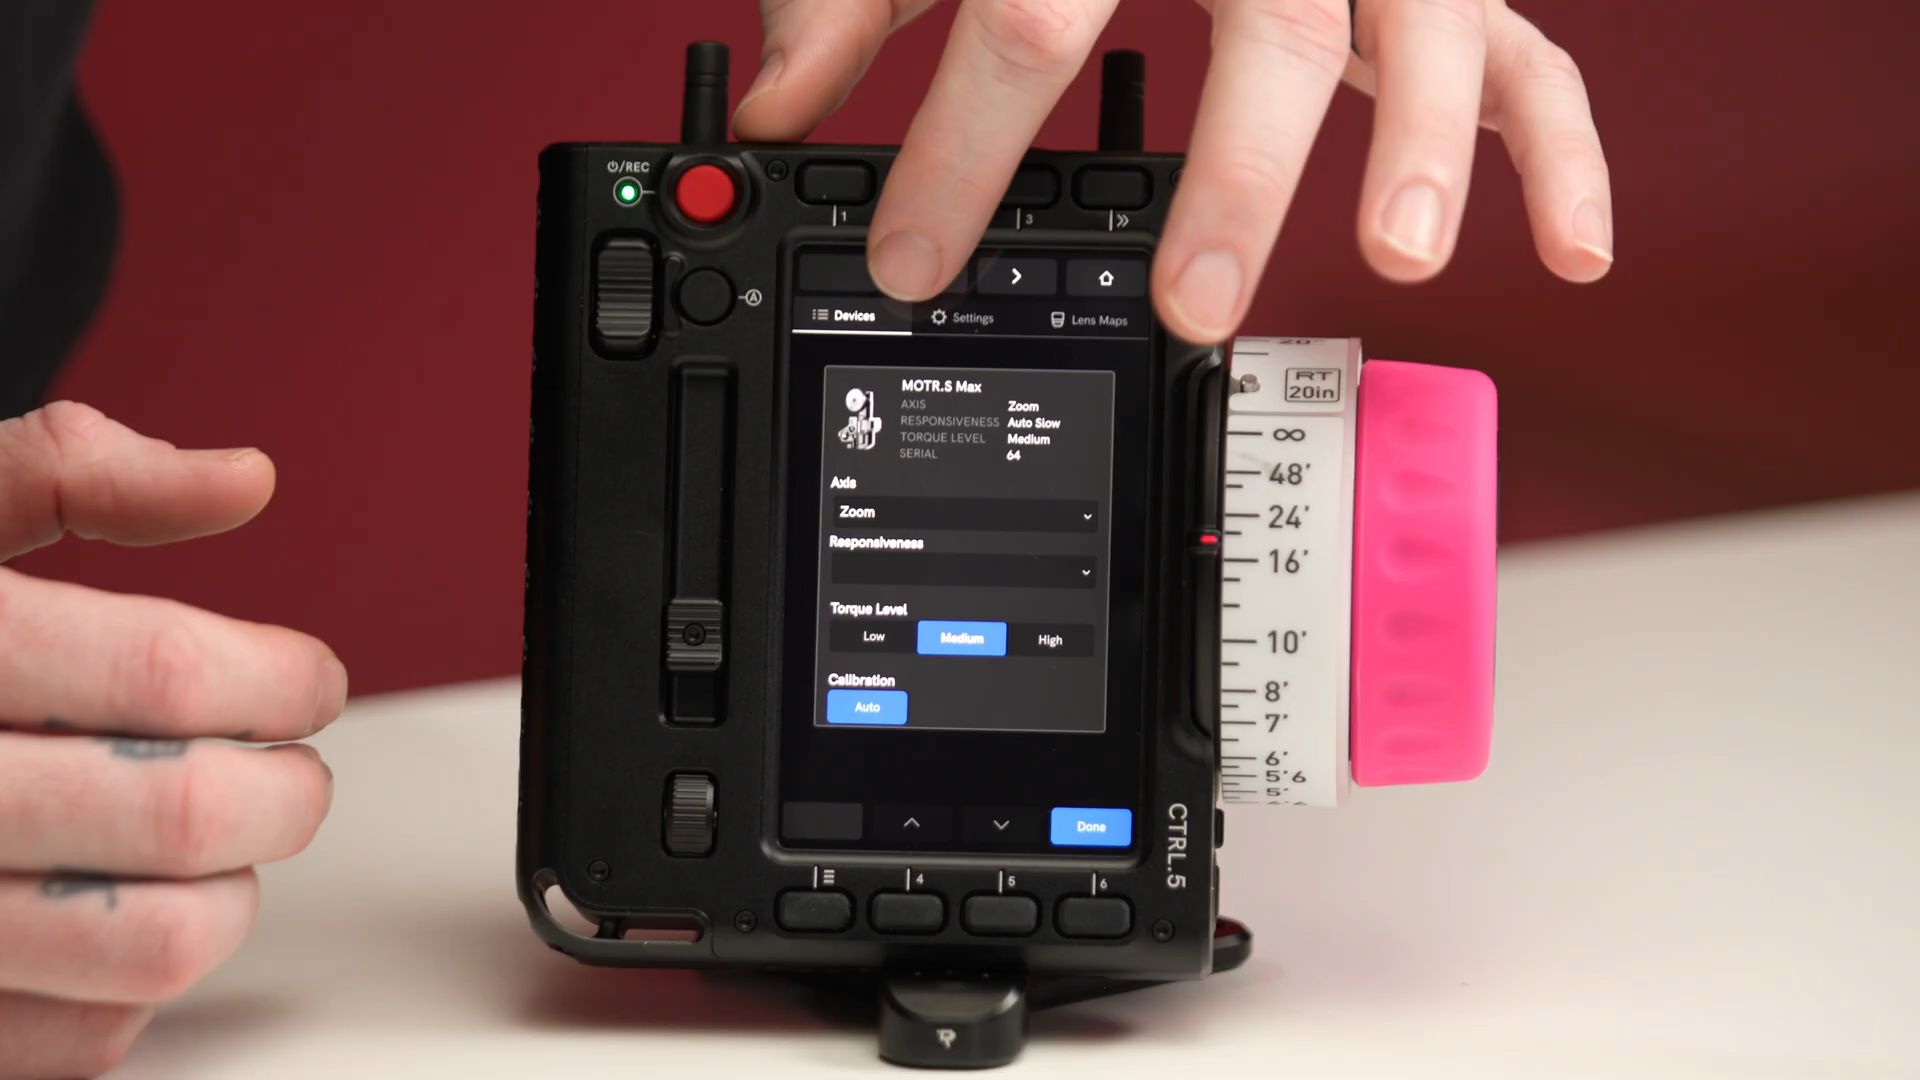 /REC
1
3
A
Devices
Settings
Lens Maps
MOTR.S Max
AXIS Zoom
RESPONSIVENESS Auto Slow
TORQUE LEVEL Medium
SERIAL 64
Axis
Zoom
Responsiveness
Torque Level
Low Medium High
Calibration
Auto
Done
4
5
6
CTRL.5
RT
20in
∞
48'
24'
16'
10'
8'
7'
6'
5'6
5'